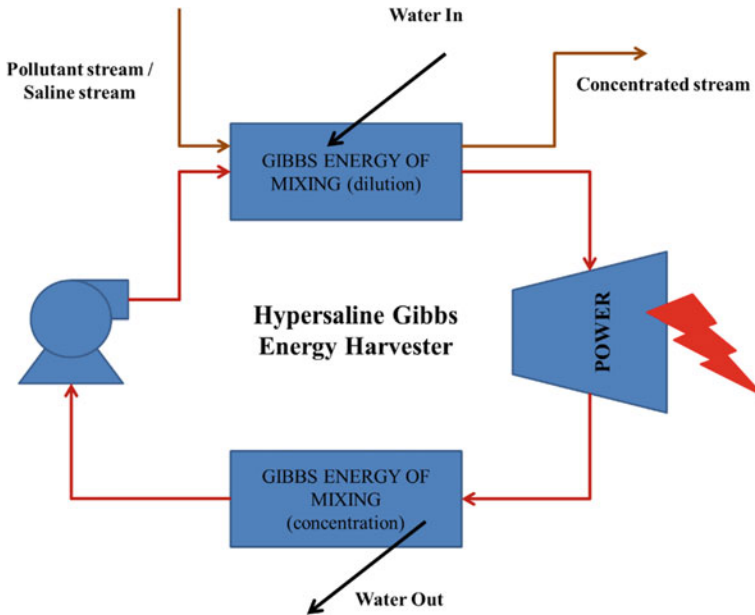 Water In
Pollutant stream /
Saline stream
Concentrated stream
GIBBS ENERGY OF
MIXING (dilution)
Hypersaline Gibbs
Energy Harvester
POWER
GIBBS ENERGY OF
MIXING
(concentration)
Water Out